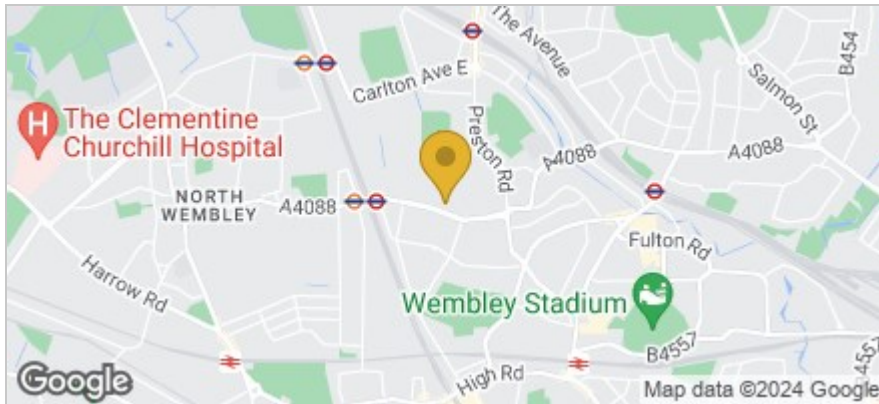 The Avenue
B454
Carlton Ave E
Salmon St
The Clementine
Churchill Hospital
H
Preston Rd
A4088
A4088
NORTH
WEMBLEY
A4088
Fulton Rd
Harrow Rd
Wembley Stadium
B4557
High Rd
Google
Map data ©2024 Google